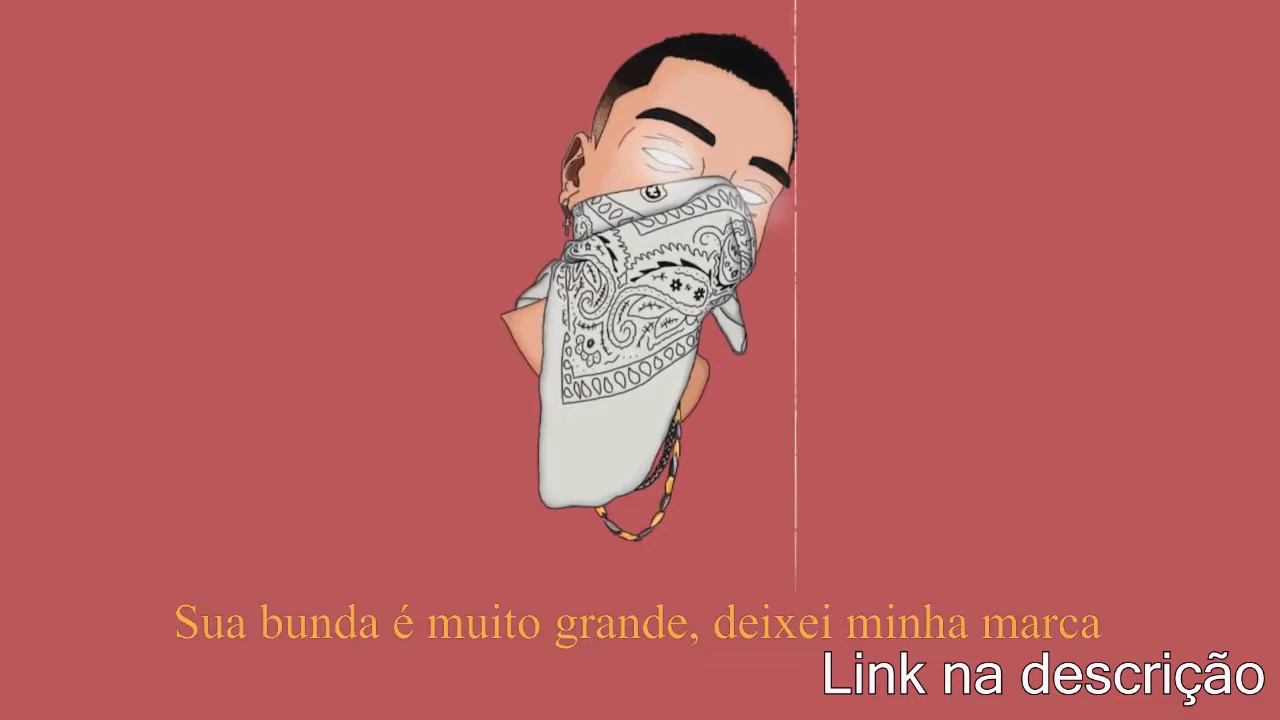 Sua bunda é muito grande, deixei minha marca
Link na descrição